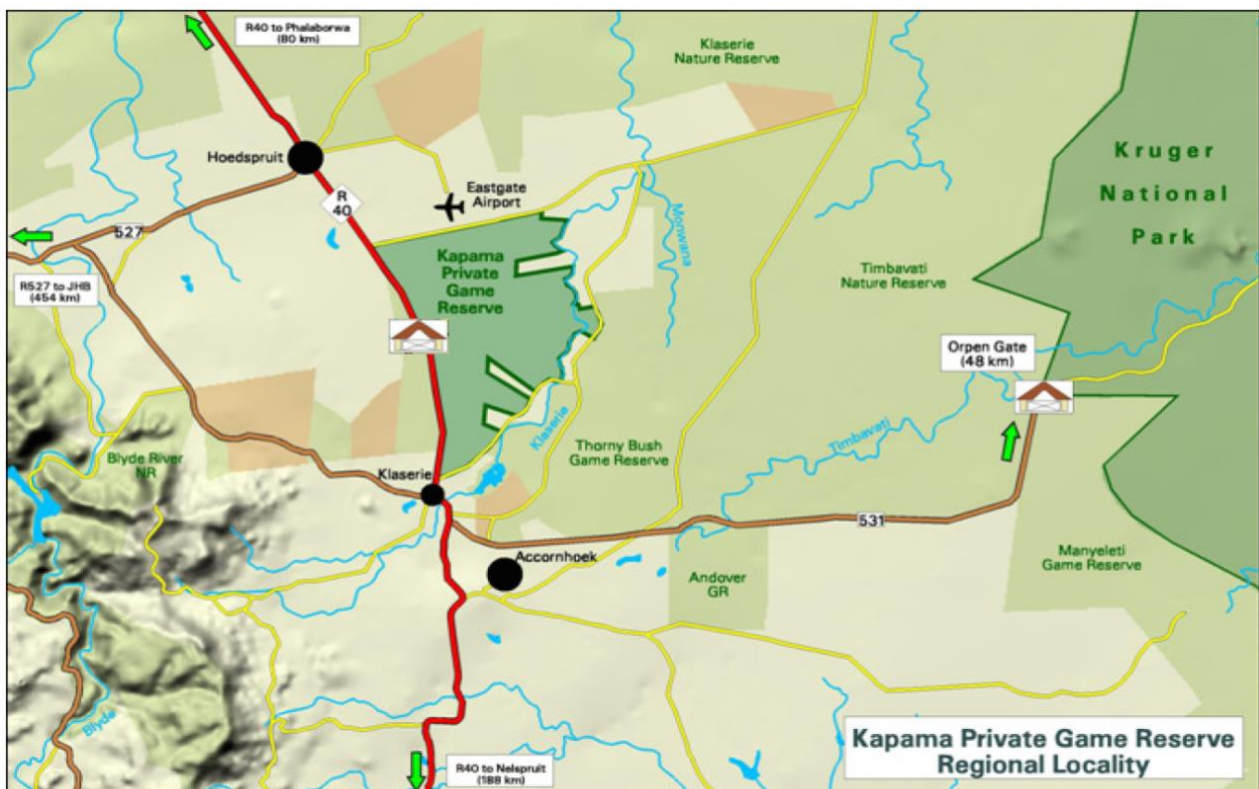 R40 to Phalaborwa
(80 km)
Klaserie
Nature Reserve
Hoedspruit
Kruger
National
Park
R
40
Eastgate
Airport
Monwana
527
Kapama
Private
Game
Reserve
Timbavati
Nature Reserve
R527 to JHB
(454 km)
Orpen Gate
(48 km)
Klaserie
Timbavati
Thorny Bush
Game Reserve
Blyde River
NR
Klaserie
531
Accornhoek
Manyeleti
Game Reserve
Andover
GR
Blyde
Kapama Private Game Reserve
Regional Locality
R40 to Nelspruit
(188 km)